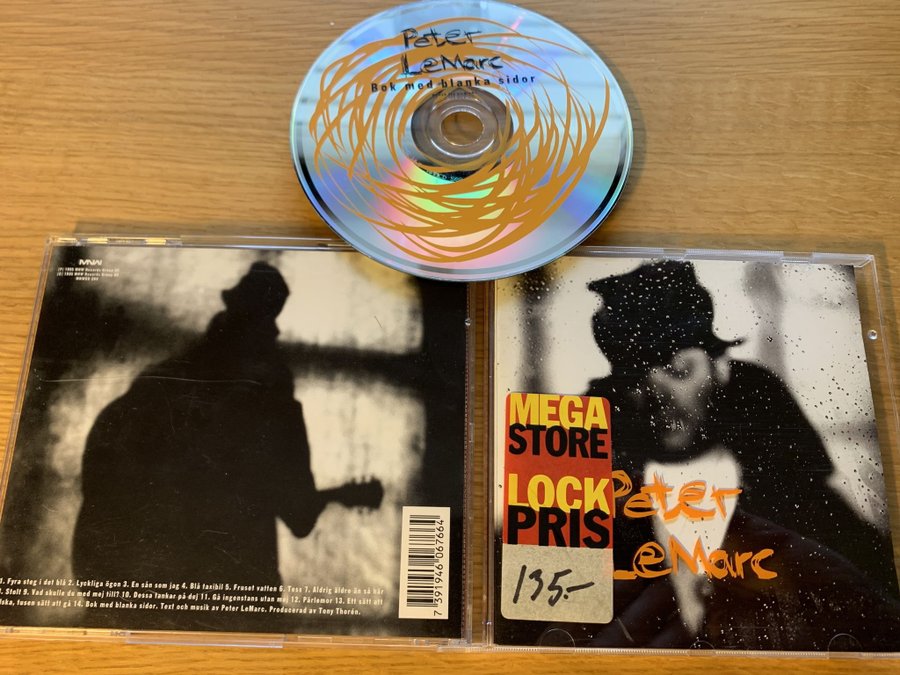 Peter
LeMarc
Bok med blanka sidor
MNW
(P) 1995 MNW Records Group AB
(C) 1995 MNW Records Group AB
MEGA
STORE
LOCK
PRIS
135.-
Peter
LeMarc
1. Fyra steg i det blå 2. Lyckliga ögon 3. En sån som jag 4. Blå taxibil 5. Fruset vatten 6. Tess 7. Aldrig äldre än så här
8. Stolt 9. Vad skulle du med mej till? 10. Dessa tankar på dej 11. Gå ingenstans utan mej 12. Pärlemor 13. Ett sätt att
älska, tusen sätt att gå 14. Bok med blanka sidor. Text och musik av Peter LeMarc. Producerad av Tony Thorén.
7 391946 067664